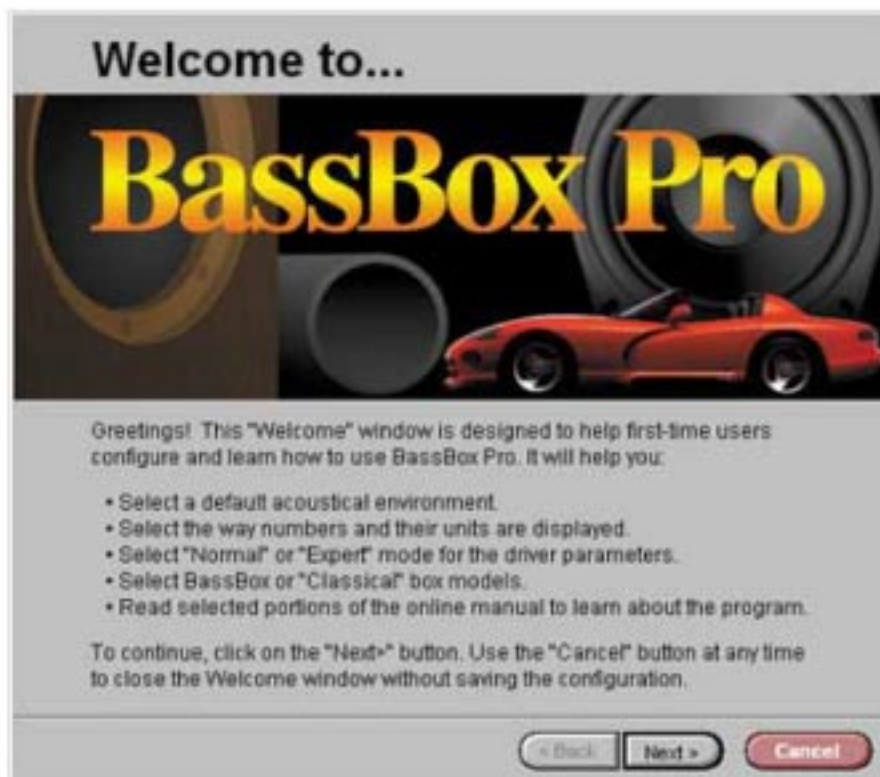 Welcome to...
BassBox Pro
Greetings! This "Welcome" window is designed to help first-time users
configure and learn how to use BassBox Pro. It will help you:
• Select a default acoustical environment.
• Select the way numbers and their units are displayed.
• Select "Normal" or "Expert" mode for the driver parameters.
• Select BassBox or "Classical" box models.
• Read selected portions of the online manual to learn about the program.
To continue, click on the "Next>" button. Use the "Cancel" button at any time
to close the Welcome window without saving the configuration.
< Back Next > Cancel